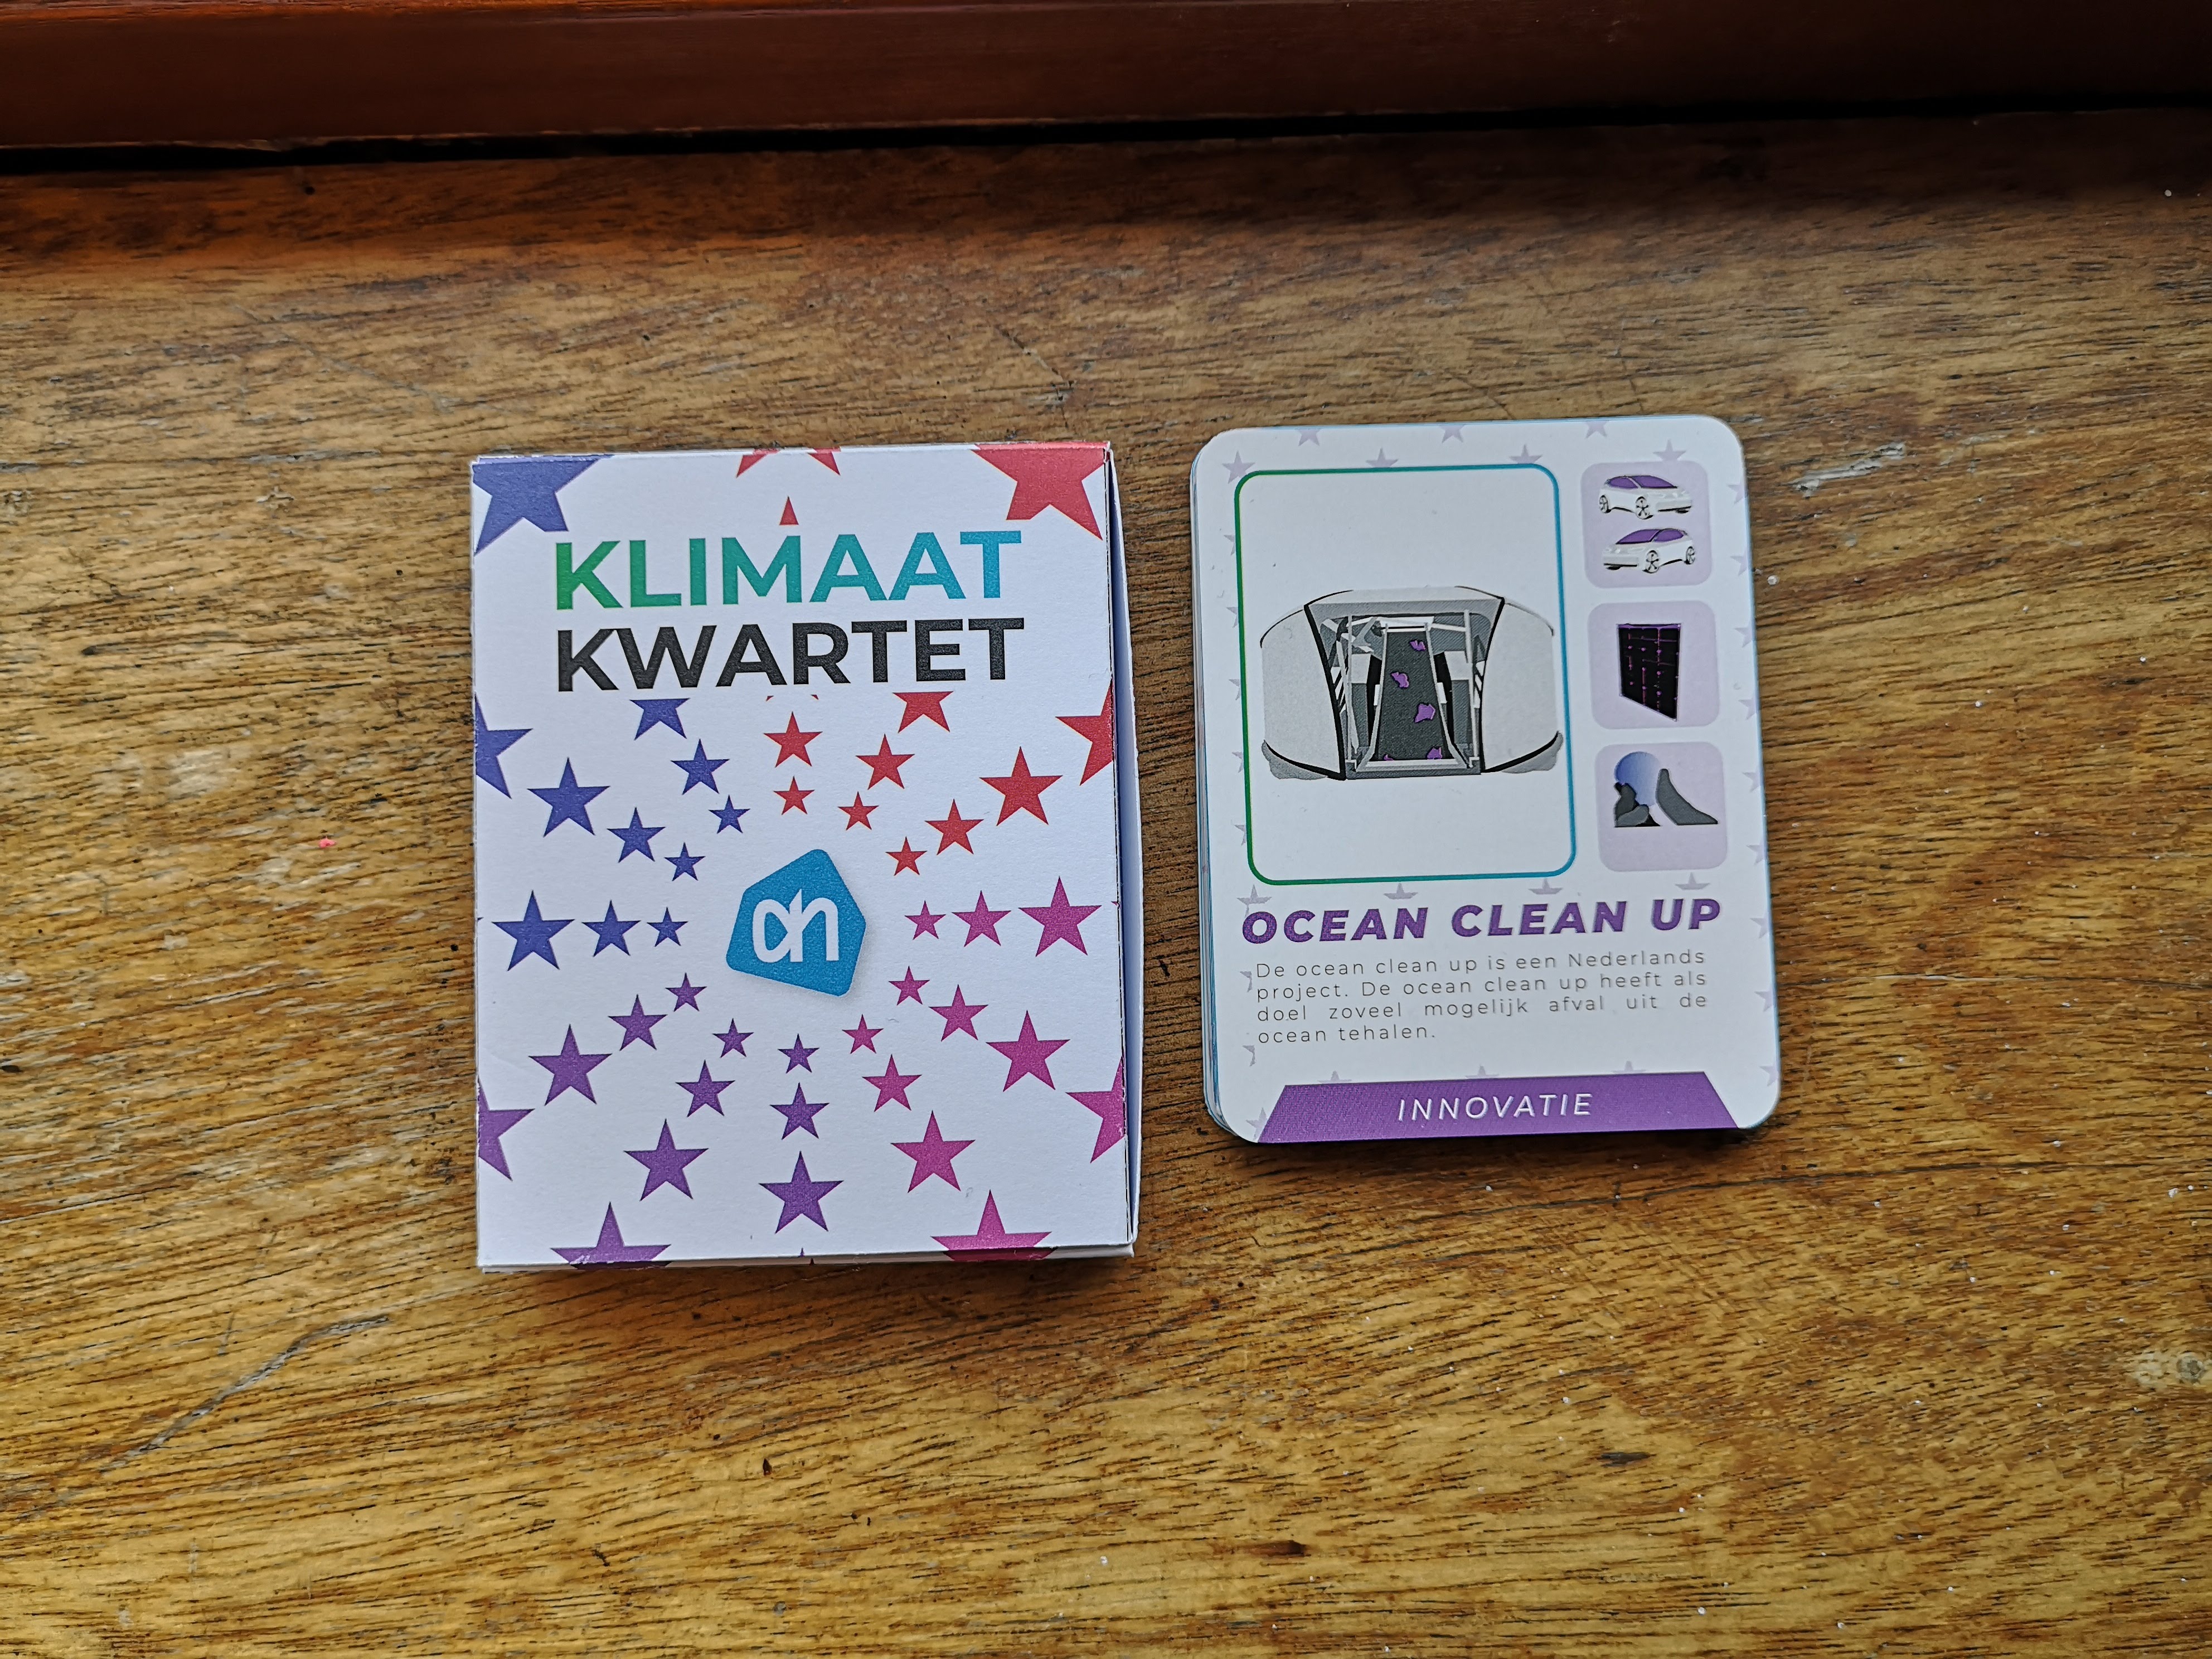 KLIMAAT
KWARTET
ah
OCEAN CLEAN UP
De ocean clean up is een Nederlands
project. De ocean clean up heeft als
doel zoveel mogelijk afval uit de
ocean tehalen.
INNOVATIE